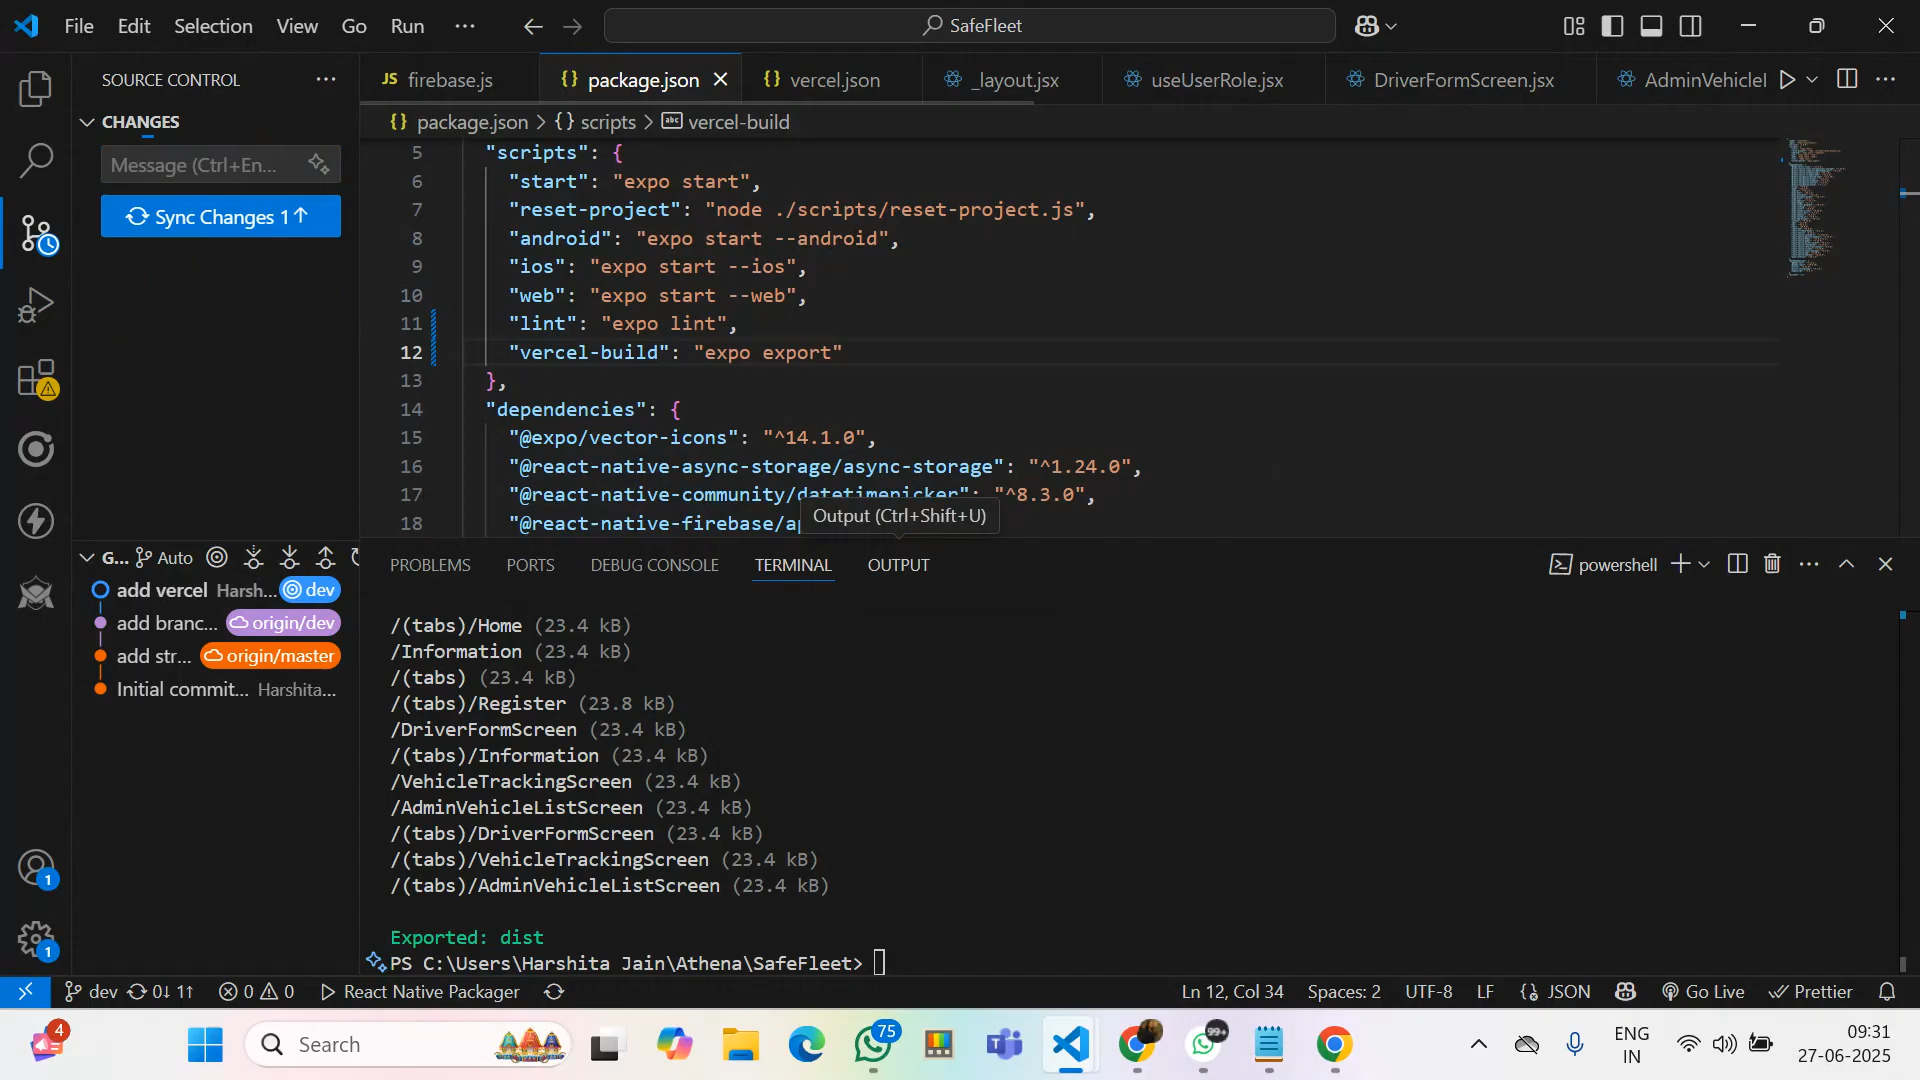 File Edit Selection View Go Run ··· SafeFleet
SOURCE CONTROL ···
JS firebase.js
{} package.json
{} vercel.json
_layout.jsx
useUserRole.jsx
DriverFormScreen.jsx
AdminVehicleI
CHANGES
Message (Ctrl+En...
Sync Changes 1↑
{} package.json > {} scripts > abc vercel-build
5 "scripts": {
6 "start": "expo start",
7 "reset-project": "node ./scripts/reset-project.js",
8 "android": "expo start --android",
9 "ios": "expo start --ios",
10 "web": "expo start --web",
11 "lint": "expo lint",
12 "vercel-build": "expo export"
13 },
14 "dependencies": {
15 "@expo/vector-icons": "^14.1.0",
16 "@react-native-async-storage/async-storage": "^1.24.0",
17 "@react-native-community/datetimepicker": "^8.3.0",
18 "@react-native-firebase/ap
Output (Ctrl+Shift+U)
G... Auto
add vercel Harsh... dev
add branc... origin/dev
add str... origin/master
Initial commit... Harshita...
PROBLEMS PORTS DEBUG CONSOLE TERMINAL OUTPUT
powershell
/(tabs)/Home (23.4 kB)
/Information (23.4 kB)
/(tabs) (23.4 kB)
/(tabs)/Register (23.8 kB)
/DriverFormScreen (23.4 kB)
/(tabs)/Information (23.4 kB)
/VehicleTrackingScreen (23.4 kB)
/AdminVehicleListScreen (23.4 kB)
/(tabs)/DriverFormScreen (23.4 kB)
/(tabs)/VehicleTrackingScreen (23.4 kB)
/(tabs)/AdminVehicleListScreen (23.4 kB)
Exported: dist
PS C:\Users\Harshita Jain\Athena\SafeFleet>
1
1
dev 0↓ 1↑ 0 0 React Native Packager
Ln 12, Col 34 Spaces: 2 UTF-8 LF {} JSON Go Live Prettier
4
Search
75
99+
ENG
IN
09:31
27-06-2025